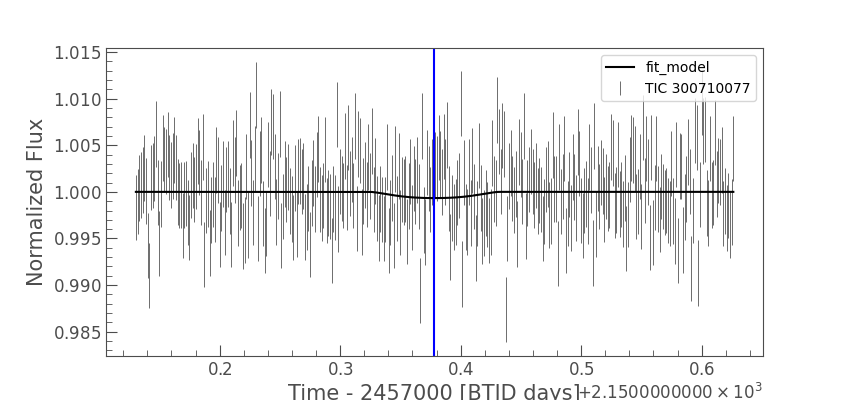 fit_model
TIC 300710077
Normalized Flux
1.015
1.010
1.005
1.000
0.995
0.990
0.985
0.2 0.3 0.4 0.5 0.6
Time - 2457000 [BTJD days]
+2.1500000000 × 10³